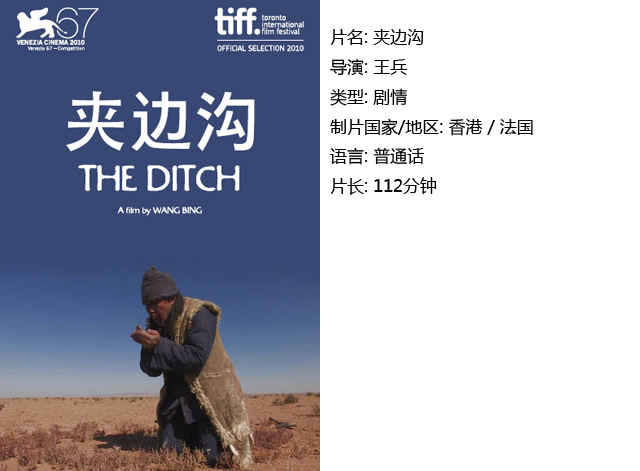 67
VENEZIA CINEMA 2010
Venezia 67 – Competition
tiff. toronto
international
film festival
OFFICIAL SELECTION 2010
夹边沟
THE DITCH
A film by WANG BING
片名: 夹边沟
导演: 王兵
类型: 剧情
制片国家/地区: 香港 / 法国
语言: 普通话
片长: 112分钟